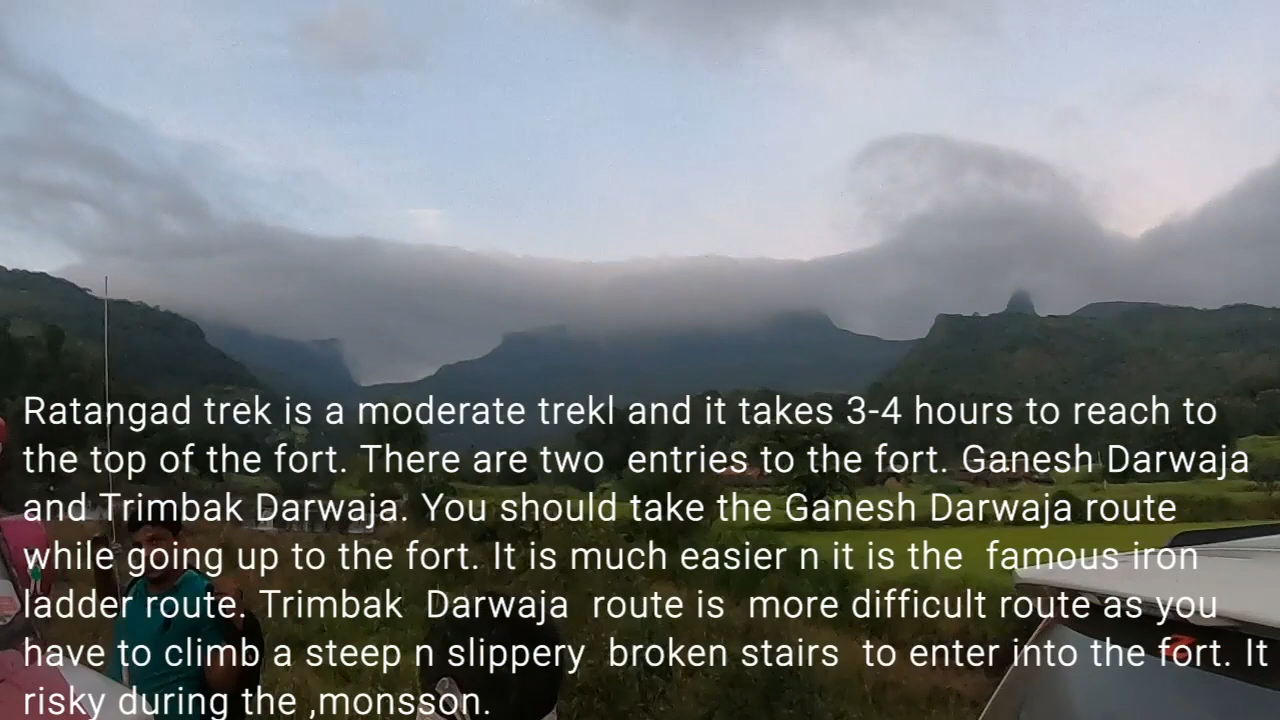 Ratangad trek is a moderate trekl and it takes 3-4 hours to reach to
the top of the fort. There are two  entries to the fort. Ganesh Darwaja
and Trimbak Darwaja. You should take the Ganesh Darwaja route
while going up to the fort. It is much easier n it is the  famous iron
ladder route. Trimbak  Darwaja  route is  more difficult route as you
have to climb a steep n slippery  broken stairs  to enter into the fort. It
risky during the ,monsson.